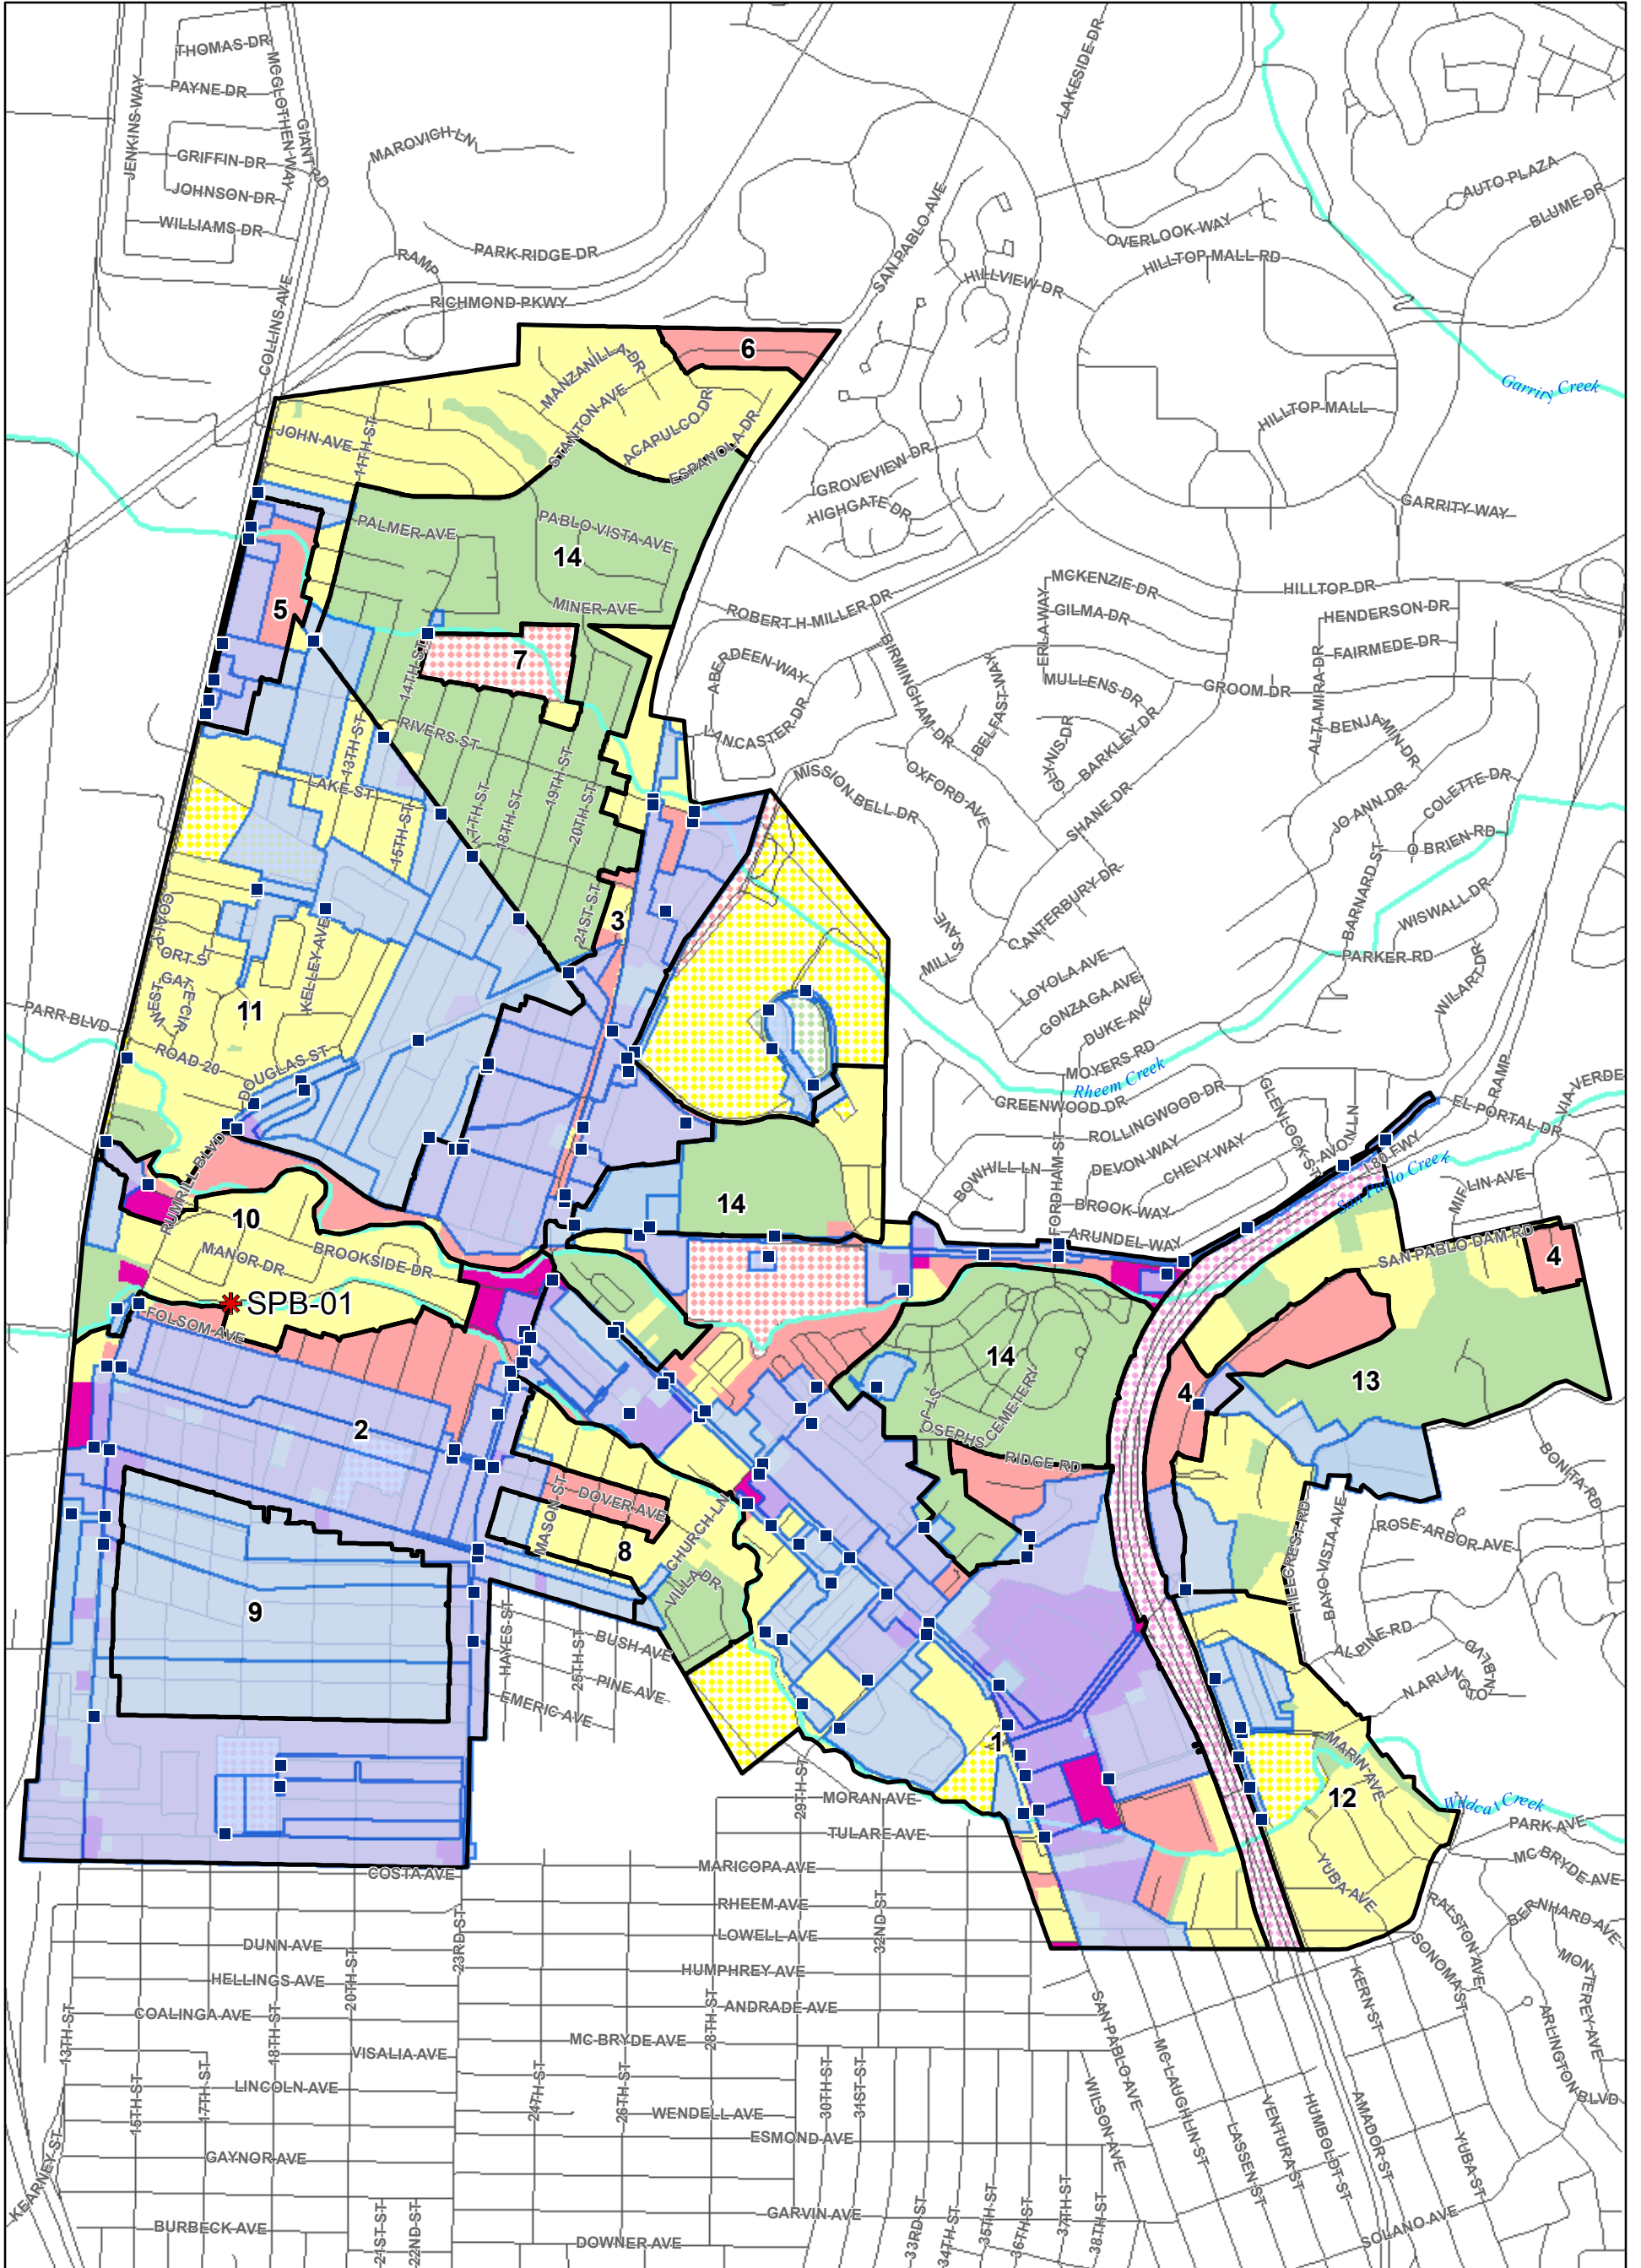 THOMAS DR
PAYNE DR
JENKINS WAY
MCGLOTHEN WAY
GIANT RD
GRIFFIN DR
JOHNSON DR
WILLIAMS DR
MAROVICH LN
LAKESIDE DR
AUTO PLAZA
BLUME DR
SAN PABLO AVE
OVERLOOK WAY
HILLTOP MALL RD
PARK RIDGE DR
RAMP
RICHMOND PKWY
HILLVIEW DR
COLLINS AVE
6
MANZANILLA DR
STANTON AVE
ACAPULCO DR
ESPANOLA DR
Garrity Creek
HILLTOP MALL
JOHN AVE
11TH ST
GROVEVIEW DR
HIGHGATE DR
GARRITY WAY
PALMER AVE
PABLO VISTA AVE
14
MINER AVE
5
ROBERT H MILLER DR
MCKENZIE DR
GILMA DR
ERLA WAY
HILLTOP DR
HENDERSON DR
FAIRMEDE DR
7
14TH ST
ABERDEEN WAY
BIRMINGHAM DR
BELFAST WAY
MULLENS DR
GROOM DR
ALTA MIRA DR
BENJAMIN DR
RIVERS ST
13TH ST
LANCASTER DR
GLYNNIS DR
BARKLEY DR
LAKE ST
15TH ST
17TH ST
18TH ST
19TH ST
20TH ST
21ST ST
MISSION BELL DR
OXFORD AVE
SHANE DR
JO ANN DR
COLETTE DR
O BRIEN RD
3
CANTERBURY DR
BARNARD ST
WISWALL DR
PARKER RD
WILART DR
MILLS AVE
COALPORT ST
WESTGATE CIR
KELLEY AVE
11
LOYOLA AVE
GONZAGA AVE
DUKE AVE
MOYERS RD
PARR BLVD
ROAD 20
DOUGLAS ST
Rheem Creek
GREENWOOD DR
ROLLINGWOOD DR
GLENLOCK ST
AVON LN
RAMP
EL PORTAL DR
VIA VERDE
I 80 FWY
San Pablo Creek
BOWHILL LN
FORDHAM ST
DEVON WAY
CHEVY WAY
BROOK WAY
ARUNDEL WAY
MIFLIN AVE
SAN PABLO DAM RD
4
RUMRILL BLVD
10
14
MANOR DR
BROOKSIDE DR
SPB-01
FOLSOM AVE
14
4
13
ST JOSEPHS CEMETERY
RIDGE RD
2
BONITA RD
ROSE ARBOR AVE
MASON ST
DOVER AVE
8
CHURCH LN
VILLA DR
HILLCREST RD
BAYO VISTA AVE
9
HAYES ST
25TH ST
BUSH AVE
PINE AVE
EMERIC AVE
ALPINE RD
N ARLINGTON BLVD
1
MARIN AVE
12
Wildcat Creek
29TH ST
MORAN AVE
TULARE AVE
PARK AVE
MC BRYDE AVE
YUBA AVE
COSTA AVE
MARICOPA AVE
RHEEM AVE
32ND ST
23RD ST
RALSTON AVE
BERNHARD AVE
DUNN AVE
LOWELL AVE
SONOMA ST
MONTEREY AVE
HELLINGS AVE
20TH ST
HUMPHREY AVE
KERN ST
COALINGA AVE
28TH ST
ANDRADE AVE
SAN PABLO AVE
13TH ST
18TH ST
VISALIA AVE
MC BRYDE AVE
MC LAUGHLIN ST
ARLINGTON BLVD
15TH ST
17TH ST
LINCOLN AVE
24TH ST
26TH ST
WENDELL AVE
30TH ST
31ST ST
WILSON AVE
LASSEN ST
VENTURA ST
HUMBOLDT ST
AMADOR ST
YUBA ST
ESMOND AVE
KEARNEY ST
GAYNOR AVE
BURBECK AVE
21ST ST
22ND ST
GARVIN AVE
DOWNER AVE
33RD ST
34TH ST
35TH ST
36TH ST
37TH ST
38TH ST
SOLANO AVE